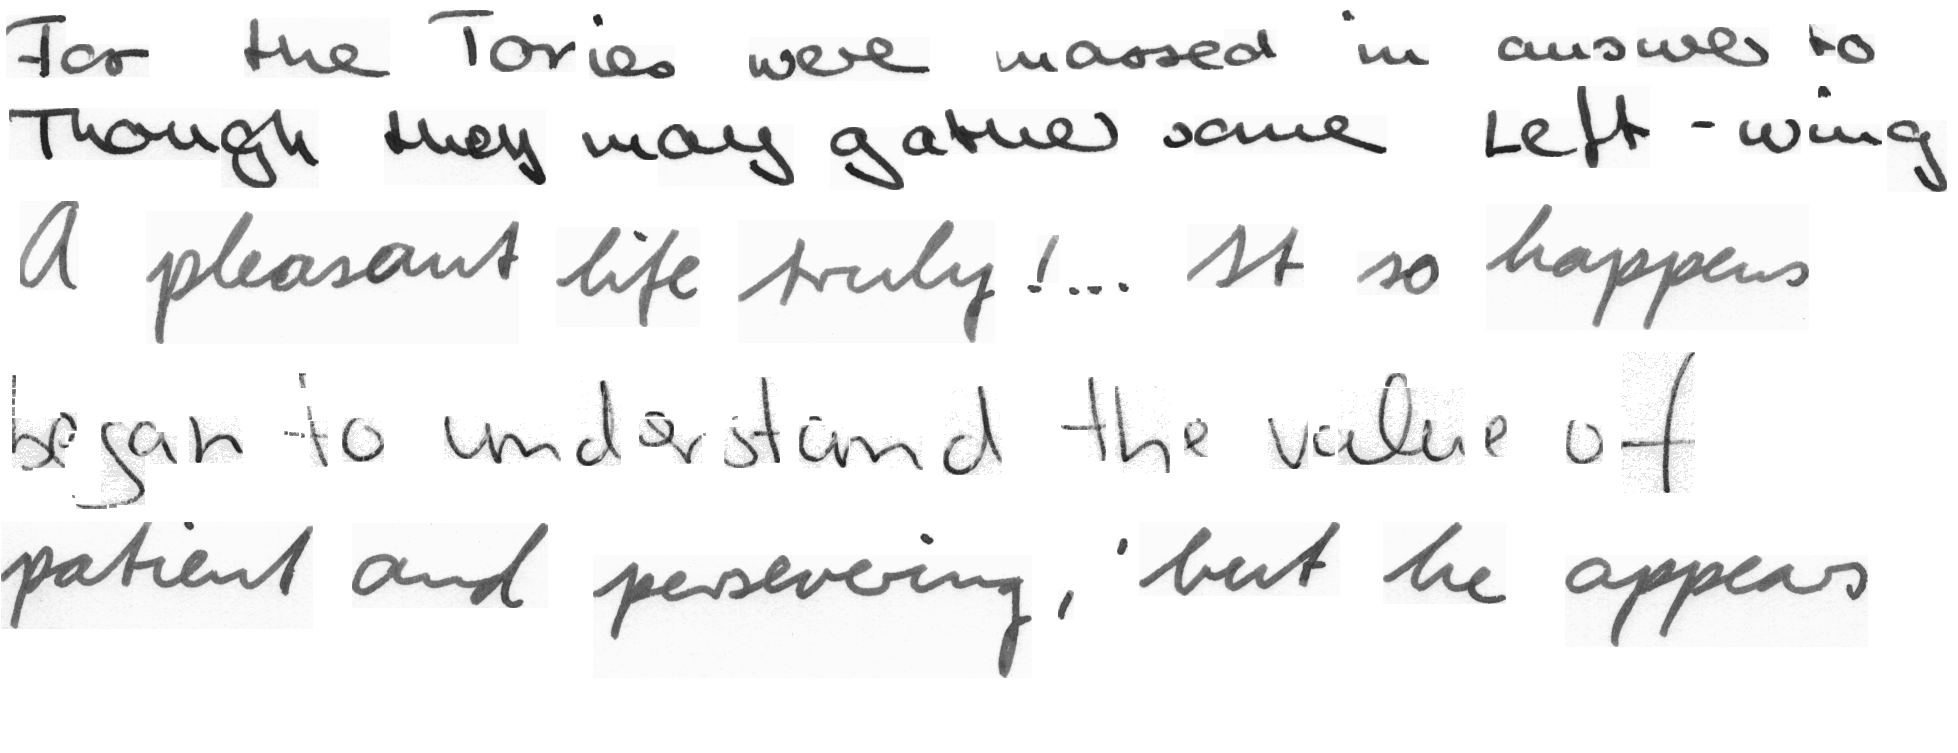 For the Tories were massed in answer to
Though they may gather some Left-wing
A pleasant life truly!... It so happens
began to understand the value of
patient and persevering, 'but he appears